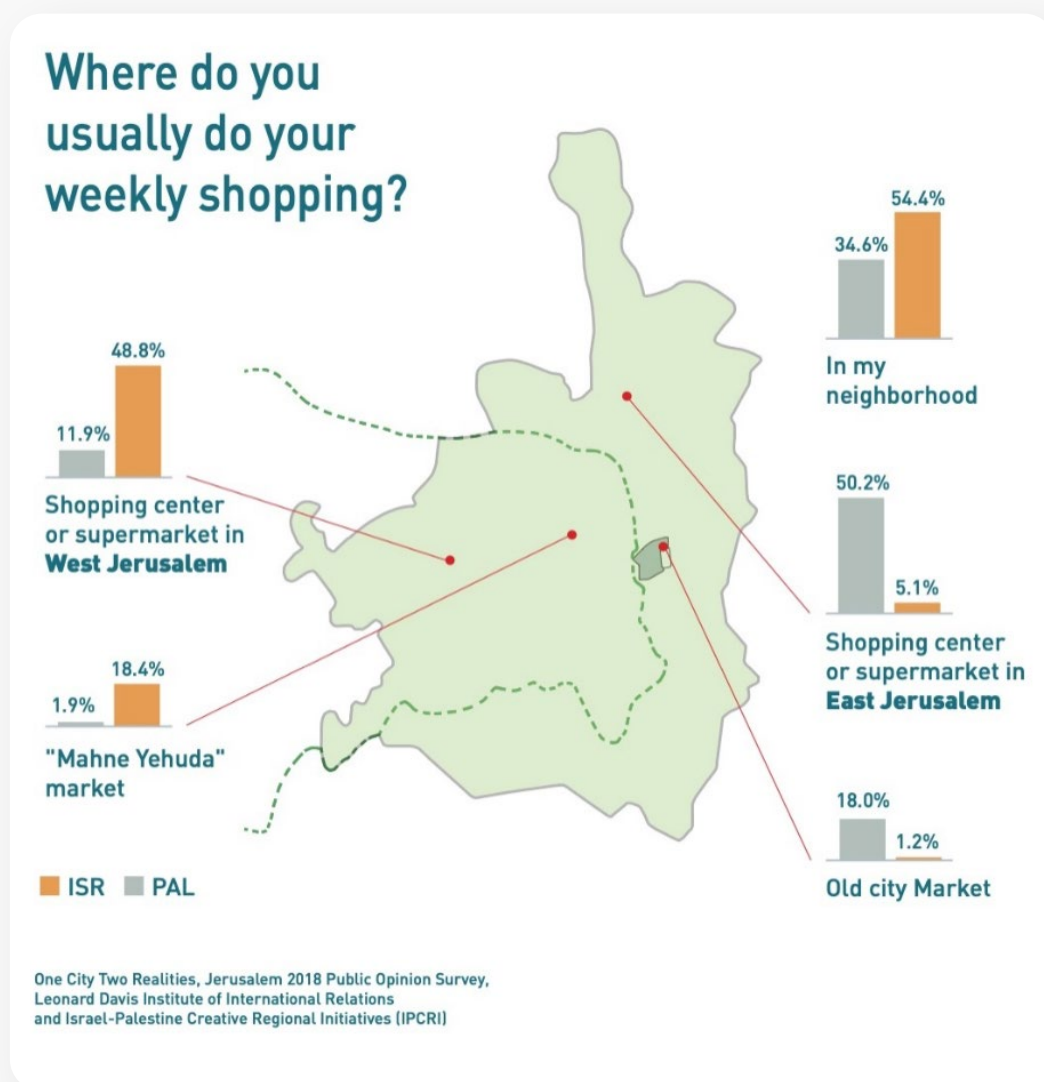 Where do you
usually do your
weekly shopping?
54.4%
34.6%
In my
neighborhood
48.8%
11.9%
Shopping center
or supermarket in
West Jerusalem
50.2%
5.1%
Shopping center
or supermarket in
East Jerusalem
18.4%
1.9%
"Mahne Yehuda"
market
18.0%
1.2%
Old city Market
ISR PAL
One City Two Realities, Jerusalem 2018 Public Opinion Survey,
Leonard Davis Institute of International Relations
and Israel-Palestine Creative Regional Initiatives (IPCRI)